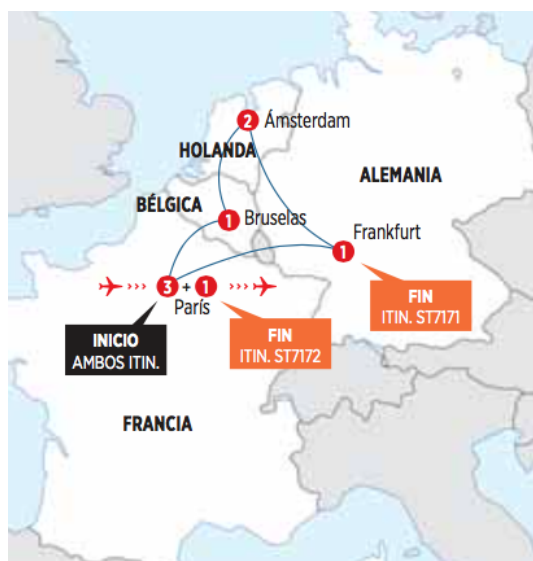 2 Ámsterdam
HOLANDA
ALEMANIA
BÉLGICA
1 Bruselas
Frankfurt
1
3 + 1
París
FIN
ITIN. ST7171
INICIO
AMBOS ITIN.
FIN
ITIN. ST7172
FRANCIA